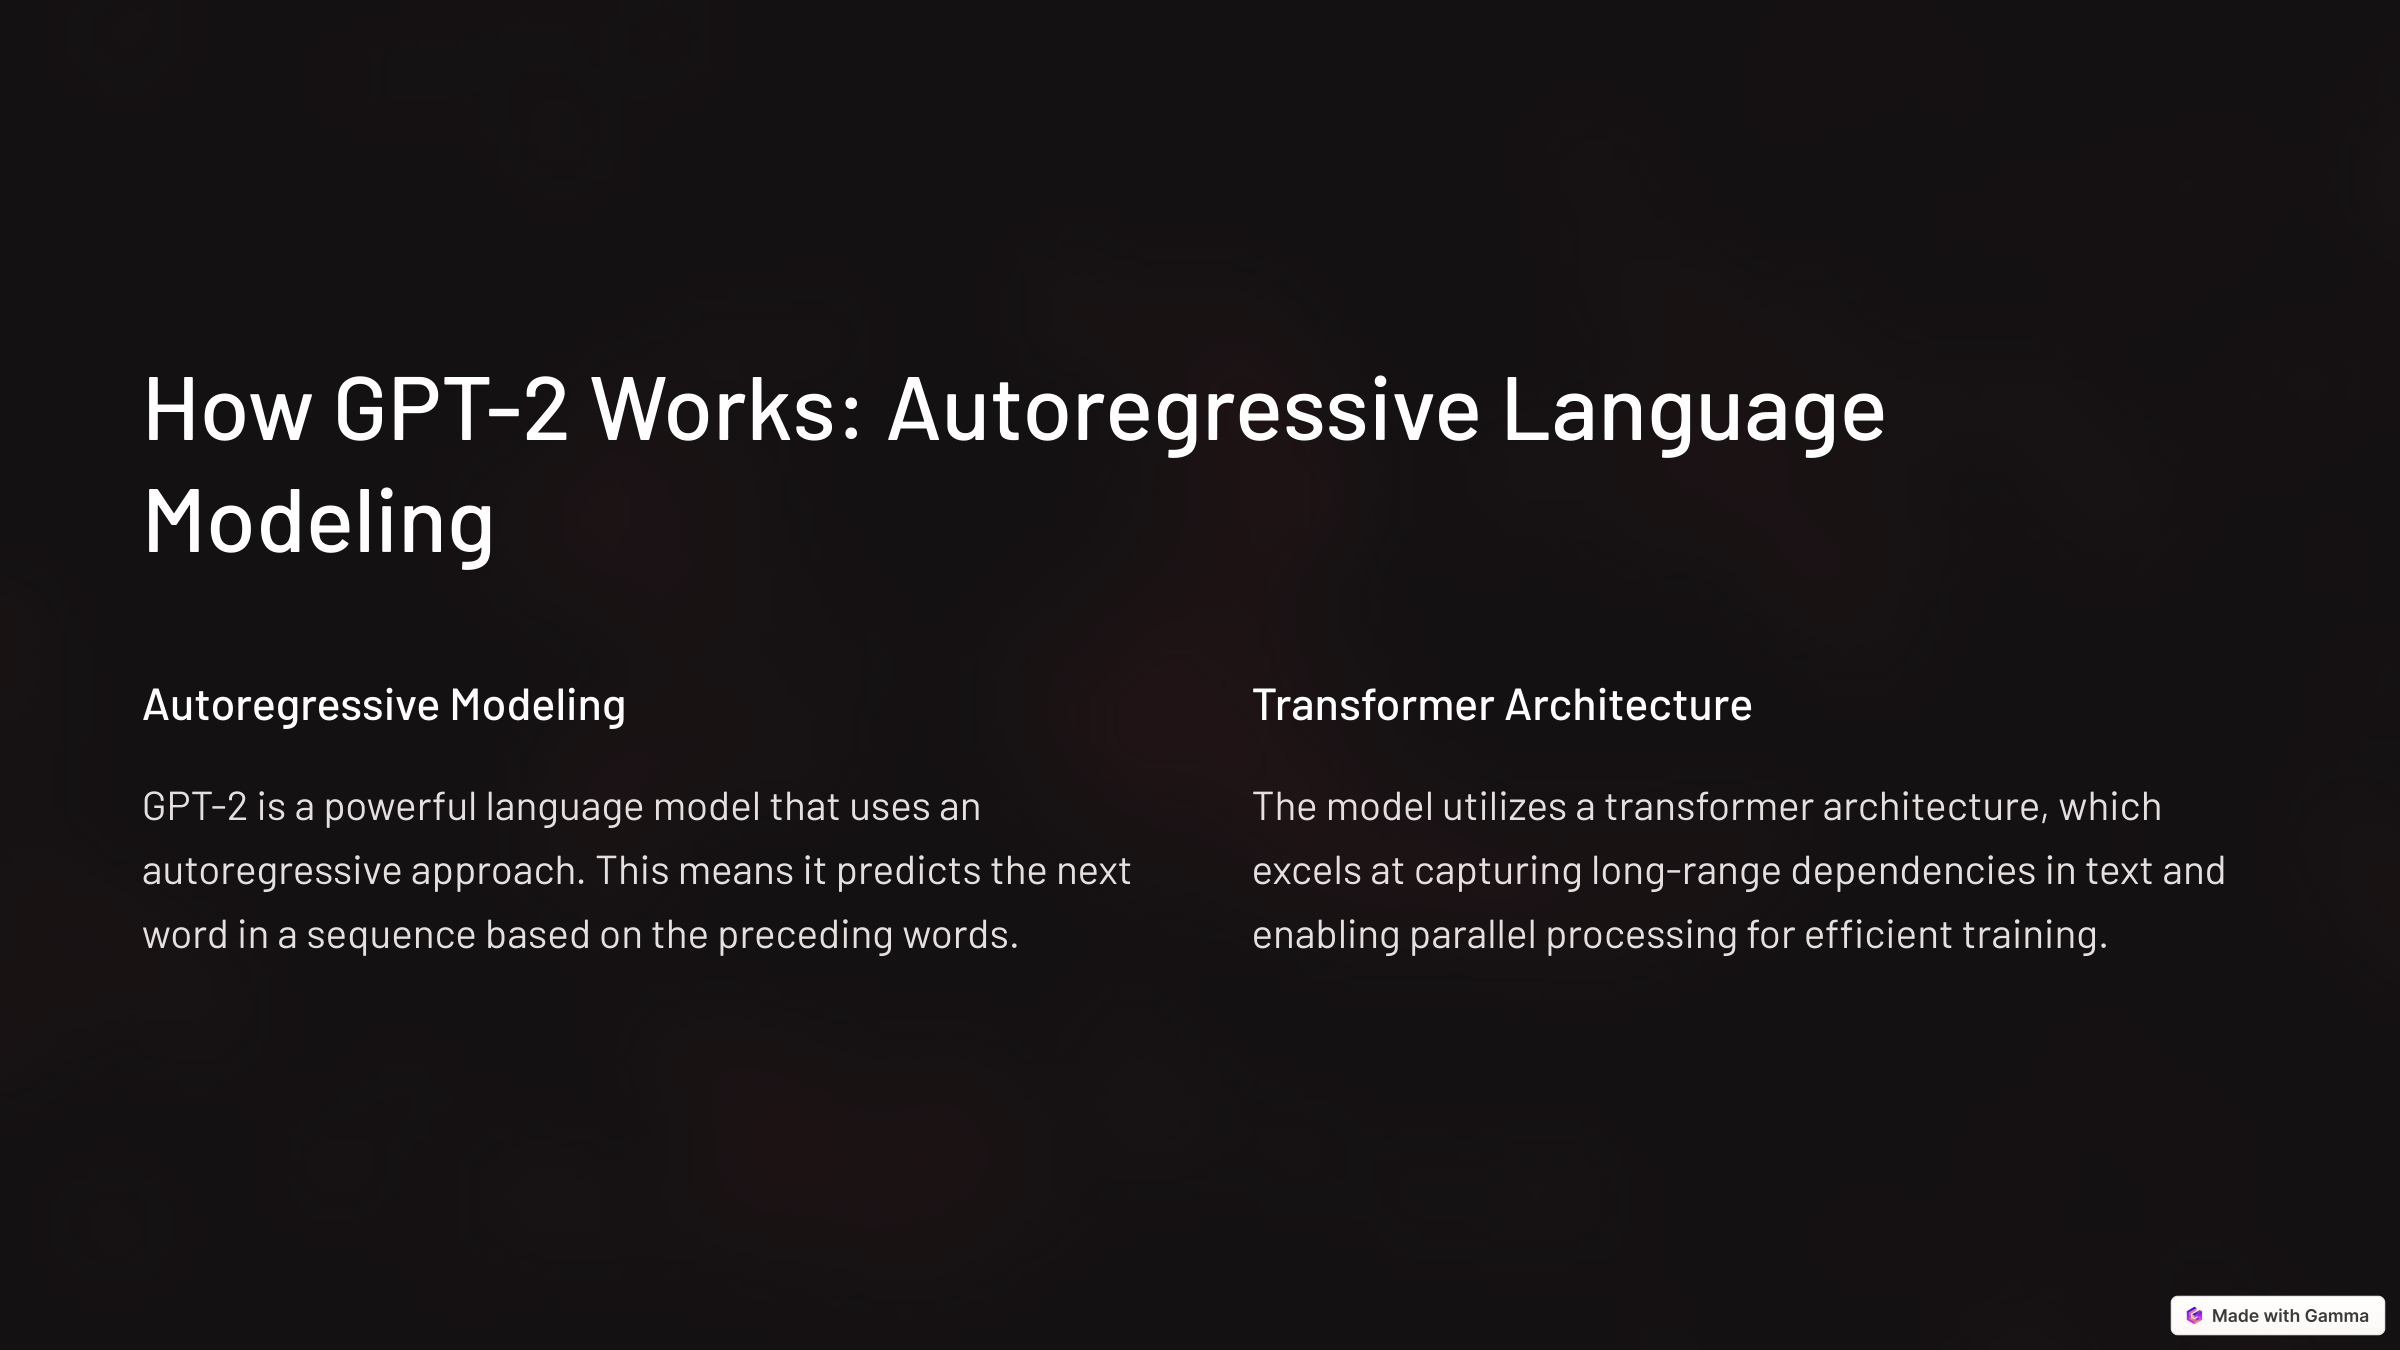 How GPT-2 Works: Autoregressive Language
Modeling
Autoregressive Modeling
GPT-2 is a powerful language model that uses an
autoregressive approach. This means it predicts the next
word in a sequence based on the preceding words.
Transformer Architecture
The model utilizes a transformer architecture, which
excels at capturing long-range dependencies in text and
enabling parallel processing for efficient training.
Made with Gamma